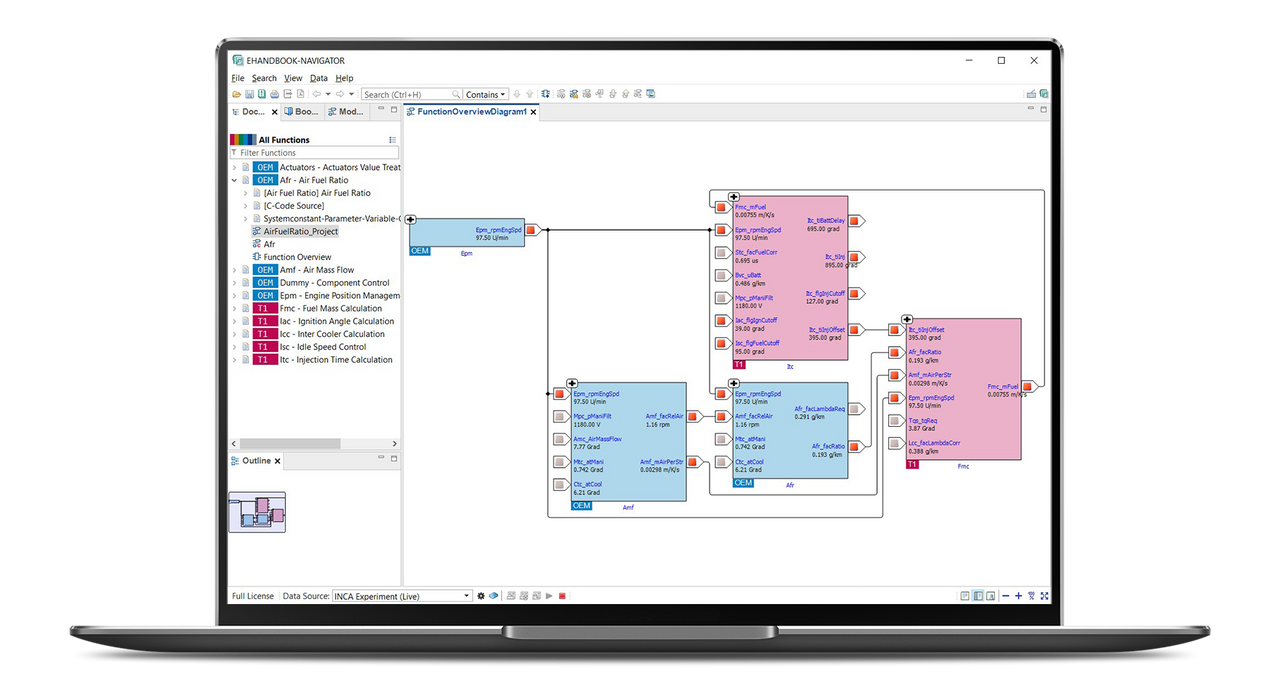 EHANDBOOK-NAVIGATOR
File Search View Data Help
Search (Ctrl+H) Contains
Doc... Boo... Mod... FunctionOverviewDiagram1
All Functions
Filter Functions
OEM Actuators - Actuators Value Treat
OEM Afr - Air Fuel Ratio
[Air Fuel Ratio] Air Fuel Ratio
[C-Code Source]
Systemconstant-Parameter-Variable-C
AirFuelRatio_Project
Afr
Function Overview
OEM Amf - Air Mass Flow
OEM Dummy - Component Control
OEM Epm - Engine Position Managem
T1 Fmc - Fuel Mass Calculation
T1 Iac - Ignition Angle Calculation
T1 Icc - Inter Cooler Calculation
T1 Isc - Idle Speed Control
T1 Itc - Injection Time Calculation
Outline
Epm_rpmEngSpd
97.50 U/min
OEM
Epm
Fmc_mFuel
0.00755 m/K/s
Epm_rpmEngSpd
97.50 U/min
Stc_facFuelCorr
0.695 us
Bvc_uBatt
0.486 g/km
Mpc_pManiFilt
1180.00 V
Iac_flgIgnCutoff
39.00 grad
Isc_flgFuelCutoff
95.00 grad
Itc_tiBattDelay
695.00 grad
Itc_tiInj
895.00 grad
Itc_flgInjCutoff
127.00 grad
Itc_tiInjOffset
395.00 grad
T1
Itc
Epm_rpmEngSpd
97.50 U/min
Mpc_pManiFilt
1180.00 V
Amc_AirMassFlow
7.77 Grad
Mtc_atMani
0.742 Grad
Ctc_atCool
6.21 Grad
Amf_facRelAir
1.16 rpm
Amf_mAirPerStr
0.00298 m/K/s
OEM
Amf
Epm_rpmEngSpd
97.50 U/min
Amf_facRelAir
1.16 rpm
Mtc_atMani
0.742 Grad
Ctc_atCool
6.21 Grad
Afr_facLambdaReq
0.291 g/km
Afr_facRatio
0.193 g/km
OEM
Afr
Itc_tiInjOffset
395.00 grad
Afr_facRatio
0.193 g/km
Amf_mAirPerStr
0.00298 m/K/s
Epm_rpmEngSpd
97.50 U/min
Tqs_tqReq
3.87 Grad
Lcc_facLambdaCorr
0.388 g/km
Fmc_mFuel
0.00755 m/K/s
T1
Fmc
Full License Data Source: INCA Experiment (Live)